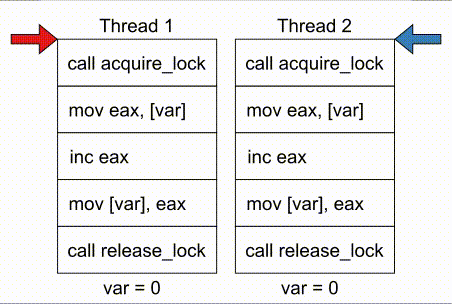 Thread 1
call acquire_lock
mov eax, [var]
inc eax
mov [var], eax
call release_lock
var = 0
Thread 2
call acquire_lock
mov eax, [var]
inc eax
mov [var], eax
call release_lock
var = 0